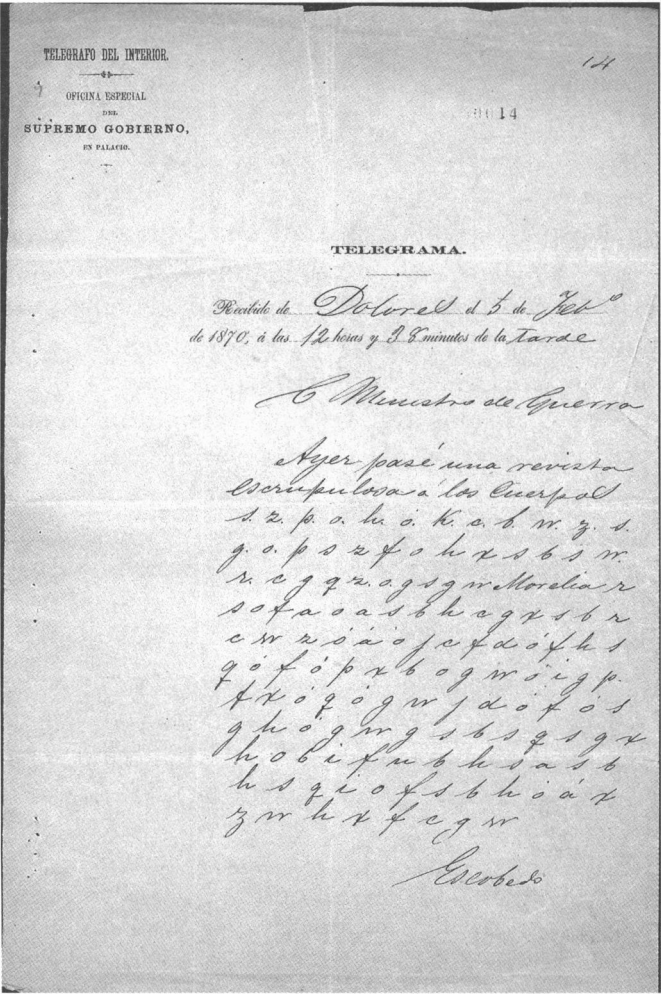 TELEGRAFO DEL INTERIOR.
OFICINA ESPECIAL
DEL
SUPREMO GOBIERNO,
EN PALACIO.
14
0014
TELEGRAMA.
Recibido de Dolores el 5 de Feb.º
de 1870, á las 12 horas y 38 minutos de la tarde
C Ministro de Guerra
Ayer pasé una revista
escrupulosa á los Cuerpos
s. z. p. o. h. ó. K. c. b. w. z. s.
g. o. p s z f o h x s b s w.
r. c g q z. o. g s g w Morelia r
s o f a o a s b h c g x s b r
c w z ó á o j c f d ó f h s
q ó f ó p x b o g w ó i g p.
f x ó q ó g w j d ó f ó s
g h ó g w g s b s q s g x
h o b i f u b h s a s b
h s q i o f s b h o á x
z w h x f c g w
Escobedo